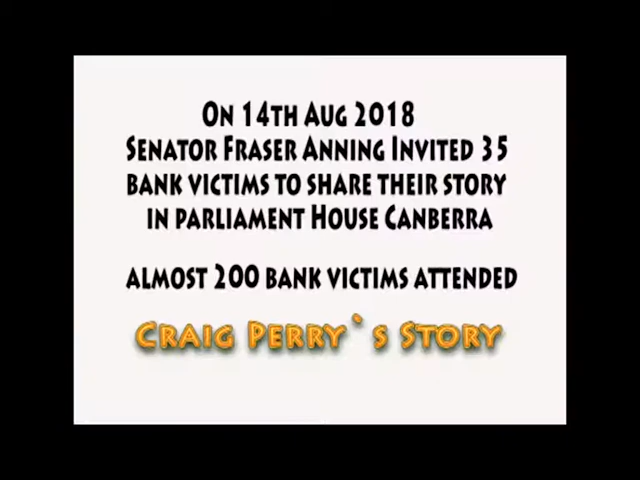 On 14th Aug 2018
Senator Fraser Anning Invited 35
bank victims to share their story
in parliament House Canberra
almost 200 bank victims attended
Craig Perry`s Story